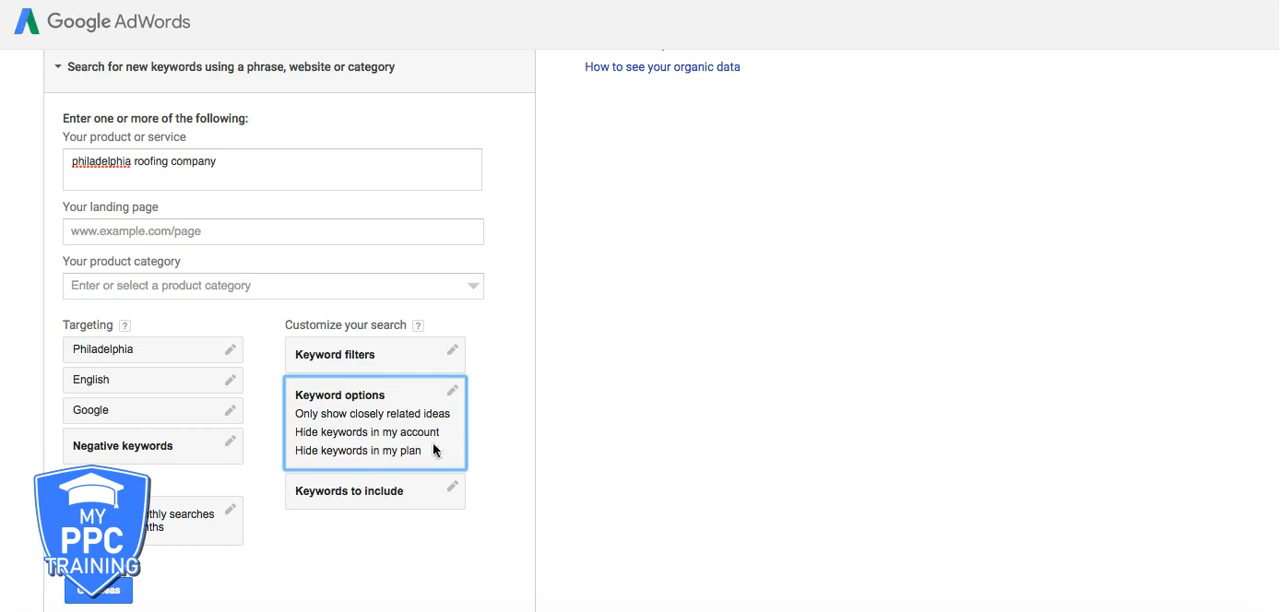 Google AdWords
Search for new keywords using a phrase, website or category
How to see your organic data
Enter one or more of the following:
Your product or service
philadelphia roofing company
Your landing page
www.example.com/page
Your product category
Enter or select a product category
Targeting ?
Customize your search ?
Philadelphia
English
Google
Negative keywords
Keyword filters
Keyword options
Only show closely related ideas
Hide keywords in my account
Hide keywords in my plan
Keywords to include
searches
MY
PPC
TRAINING